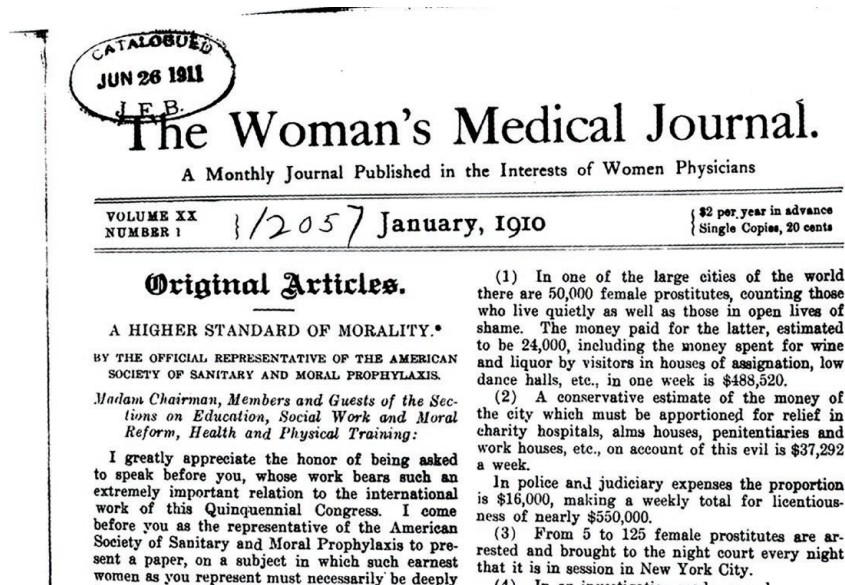 CATALOGUED
JUN 26 1911
J. F. B.
The Woman's Medical Journal.
A Monthly Journal Published in the Interests of Women Physicians
VOLUME XX
NUMBER 1
12057
January, 1910
$2 per year in advance
Single Copies, 20 cents
Original Articles.
A HIGHER STANDARD OF MORALITY.*
BY THE OFFICIAL REPRESENTATIVE OF THE AMERICAN
SOCIETY OF SANITARY AND MORAL PROPHYLAXIS.
Madam Chairman, Members and Guests of the Sec-
tions on Education, Social Work and Moral
Reform, Health and Physical Training:
I greatly appreciate the honor of being asked
to speak before you, whose work bears such an
extremely important relation to the international
work of this Quinquennial Congress. I come
before you as the representative of the American
Society of Sanitary and Moral Prophylaxis to pre-
sent a paper, on a subject in which such earnest
women as you represent must necessarily be deeply
(1) In one of the large cities of the world
there are 50,000 female prostitutes, counting those
who live quietly as well as those in open lives of
shame. The money paid for the latter, estimated
to be 24,000, including the money spent for wine
and liquor by visitors in houses of assignation, low
dance halls, etc., in one week is $488,520.
(2) A conservative estimate of the money of
the city which must be apportioned for relief in
charity hospitals, alms houses, penitentiaries and
work houses, etc., on account of this evil is $37,292
a week.
In police and judiciary expenses the proportion
is $16,000, making a weekly total for licentious-
ness of nearly $550,000.
(3) From 5 to 125 female prostitutes are ar-
rested and brought to the night court every night
that it is in session in New York City.